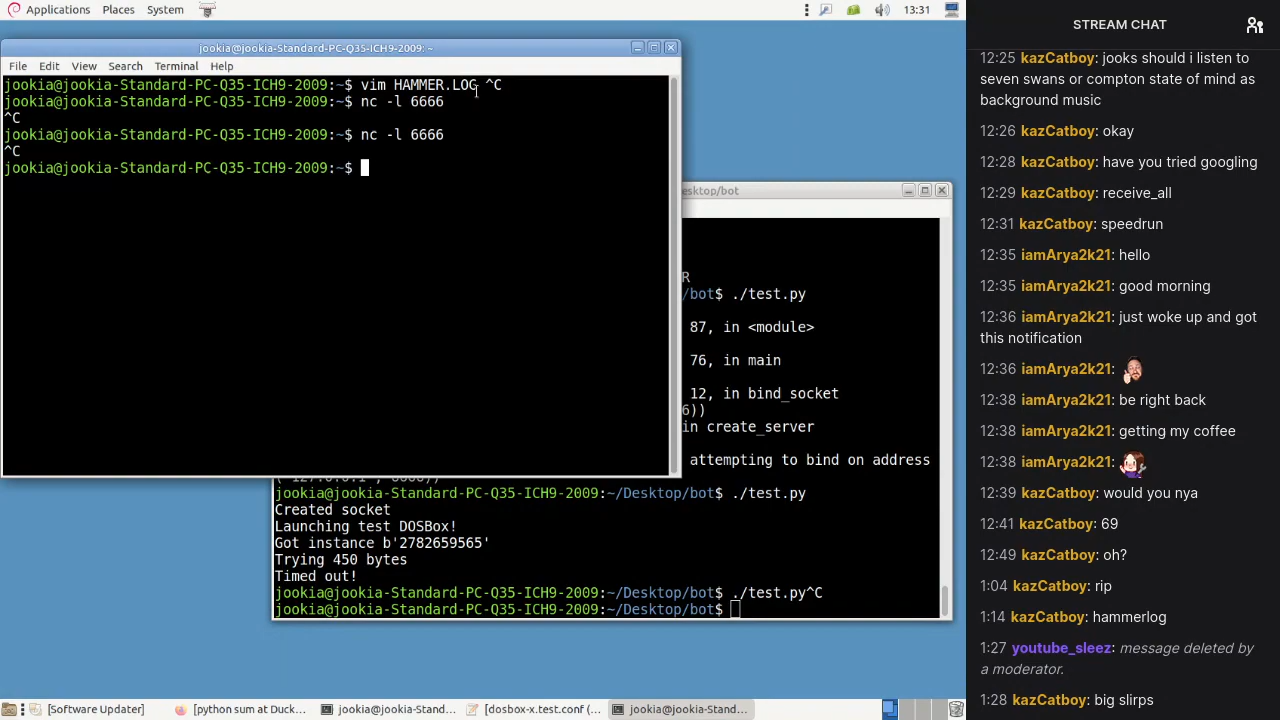 Applications Places System 13:31
jookia@jookia-Standard-PC-Q35-ICH9-2009: ~
File Edit View Search Terminal Help
jookia@jookia-Standard-PC-Q35-ICH9-2009:~$ vim HAMMER.LOG ^C
jookia@jookia-Standard-PC-Q35-ICH9-2009:~$ nc -l 6666
^C
jookia@jookia-Standard-PC-Q35-ICH9-2009:~$ nc -l 6666
^C
jookia@jookia-Standard-PC-Q35-ICH9-2009:~$
esktop/bot
R
/bot$ ./test.py
87, in <module>
76, in main
12, in bind_socket
6))
in create_server
attempting to bind on address
jookia@jookia-Standard-PC-Q35-ICH9-2009:~/Desktop/bot$ ./test.py
Created socket
Launching test DOSBox!
Got instance b'2782659565'
Trying 450 bytes
Timed out!
jookia@jookia-Standard-PC-Q35-ICH9-2009:~/Desktop/bot$ ./test.py^C
jookia@jookia-Standard-PC-Q35-ICH9-2009:~/Desktop/bot$
[Software Updater] [python sum at Duck... jookia@jookia-Stand... [dosbox-x.test.conf (... jookia@jookia-Stand...
STREAM CHAT
12:25 kazCatboy: jooks should i listen to
seven swans or compton state of mind as
background music
12:26 kazCatboy: okay
12:28 kazCatboy: have you tried googling
12:29 kazCatboy: receive_all
12:31 kazCatboy: speedrun
12:35 iamArya2k21: hello
12:35 iamArya2k21: good morning
12:36 iamArya2k21: just woke up and got
this notification
12:36 iamArya2k21:
12:38 iamArya2k21: be right back
12:38 iamArya2k21: getting my coffee
12:38 iamArya2k21:
12:39 kazCatboy: would you nya
12:41 kazCatboy: 69
12:49 kazCatboy: oh?
1:04 kazCatboy: rip
1:14 kazCatboy: hammerlog
1:27 youtube_sleez: message deleted by
a moderator.
1:28 kazCatboy: big slirps